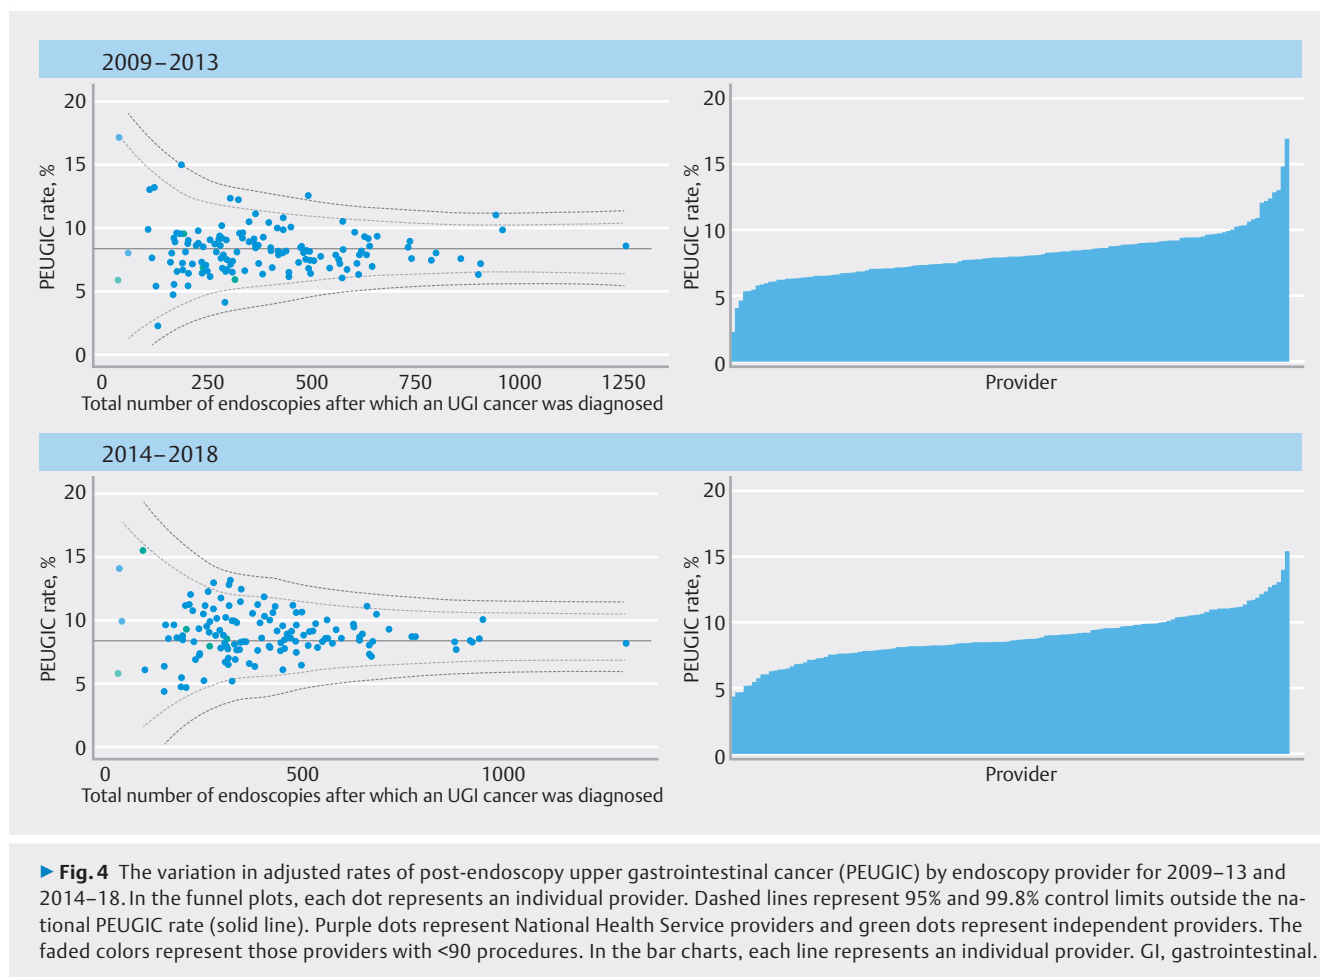 2009–2013
PEUGIC rate, %
20
15
10
5
0
0 250 500 750 1000 1250
Total number of endoscopies after which an UGI cancer was diagnosed
PEUGIC rate, %
20
15
10
5
0
Provider
2014–2018
PEUGIC rate, %
20
15
10
5
0
0 500 1000
Total number of endoscopies after which an UGI cancer was diagnosed
PEUGIC rate, %
20
15
10
5
0
Provider
▶ Fig. 4 The variation in adjusted rates of post-endoscopy upper gastrointestinal cancer (PEUGIC) by endoscopy provider for 2009–13 and
2014–18. In the funnel plots, each dot represents an individual provider. Dashed lines represent 95% and 99.8% control limits outside the na-
tional PEUGIC rate (solid line). Purple dots represent National Health Service providers and green dots represent independent providers. The
faded colors represent those providers with <90 procedures. In the bar charts, each line represents an individual provider. GI, gastrointestinal.